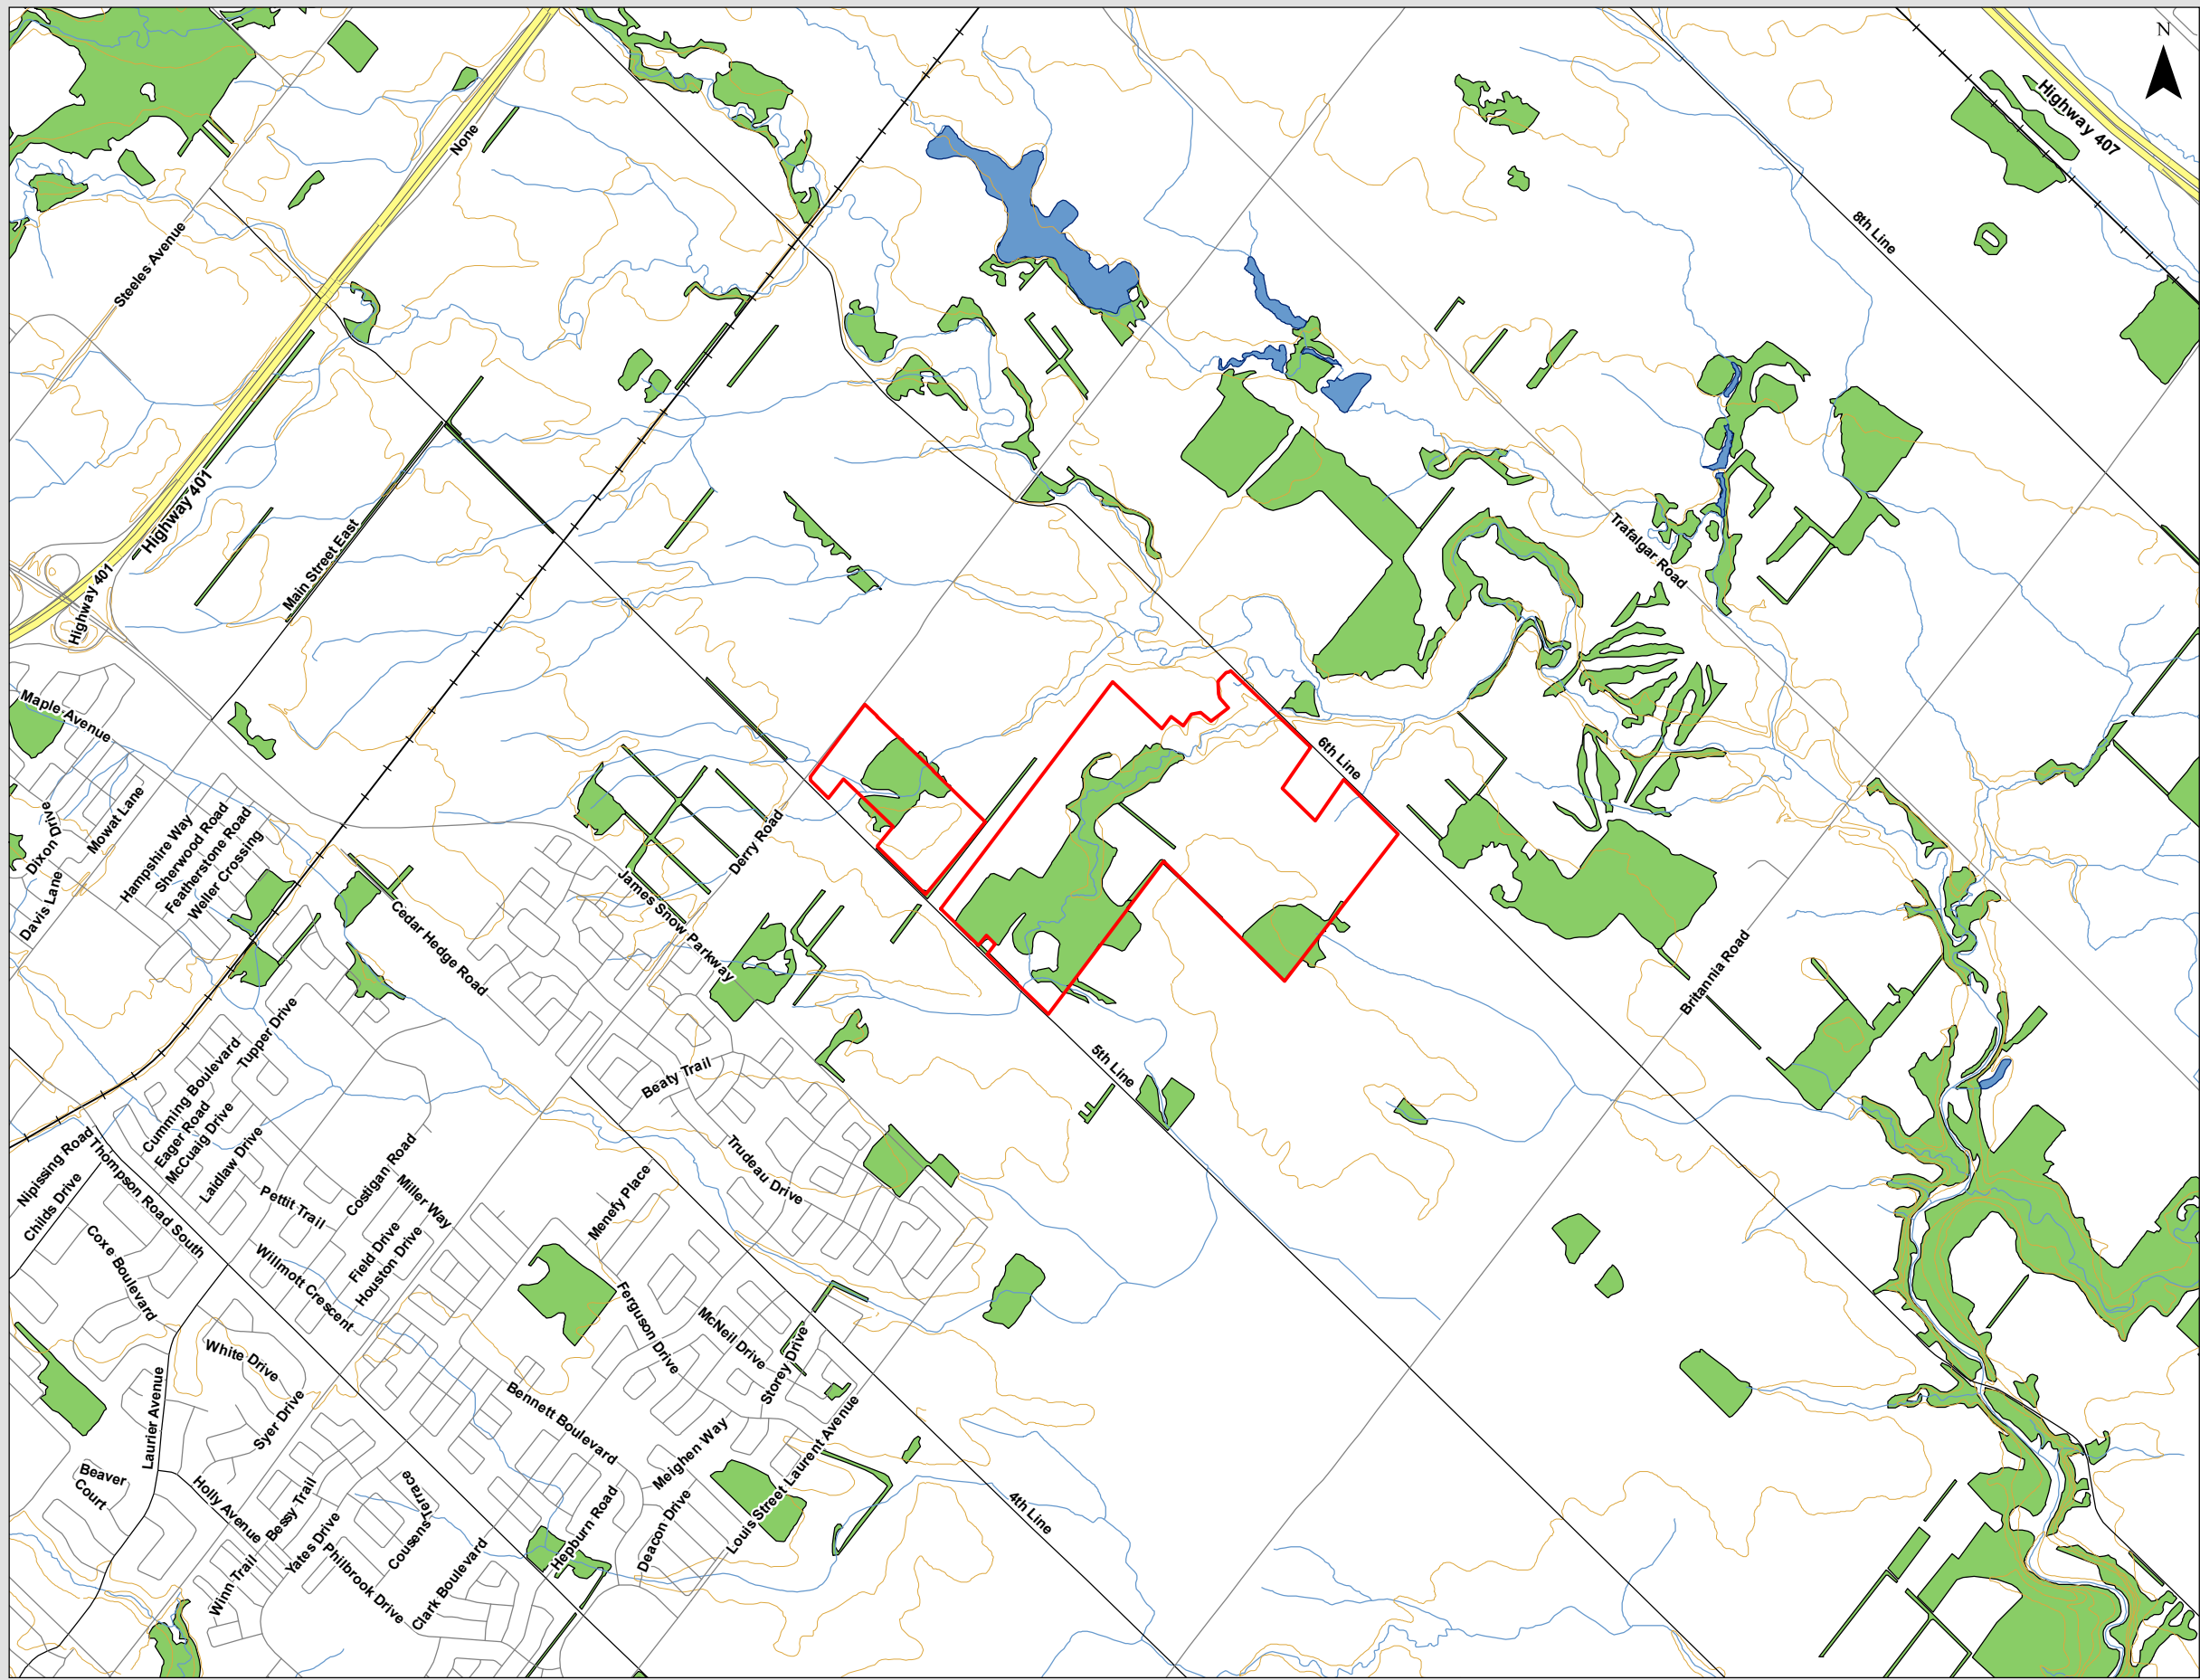 N
Highway 407
None
8th Line
Steeles Avenue
Highway 401
Main Street East
Highway 401
Trafalgar Road
Maple Avenue
6th Line
Dixon Drive
Mowat Lane
Hampshire Way
Sherwood Road
Featherstone Road
Weller Crossing
Davis Lane
Derry Road
James Snow Parkway
Cedar Hedge Road
Britannia Road
Tupper Drive
Cumming Boulevard
Eager Road
McCuaig Drive
Laidlaw Drive
Beaty Trail
5th Line
Nipissing Road
Childs Drive
Thompson Road South
Trudeau Drive
Costigan Road
Pettit Trail
Miller Way
Menefy Place
Coxe Boulevard
Willmott Crescent
Field Drive
Houston Drive
Ferguson Drive
McNeil Drive
Storey Drive
White Drive
Laurier Avenue
Syer Drive
Bennett Boulevard
Meighen Way
Louis Street Laurent Avenue
Beaver
Court
Holly Avenue
Bessy Trail
Yates Drive
Cousens
Terrace
Hepburn Road
Deacon Drive
4th Line
Winn Trail
Philbrook Drive
Clark Boulevard